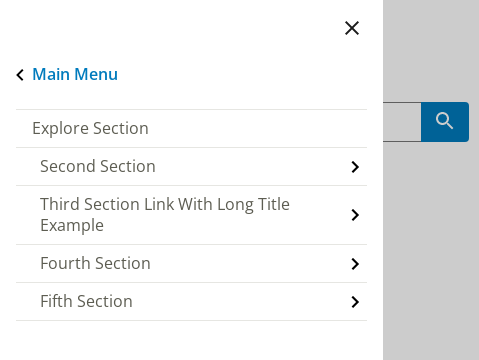 Main Menu
Explore Section
Second Section
Third Section Link With Long Title
Example
Fourth Section
Fifth Section